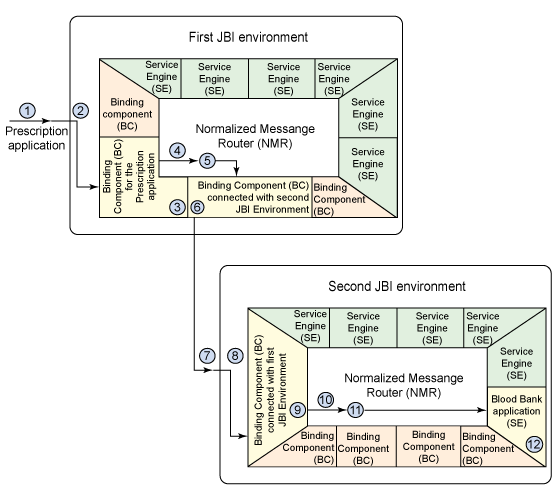 First JBI environment
Service
Engine
(SE)
Service
Engine
(SE)
Service
Engine
(SE)
Service
Engine
(SE)
1
2
Binding
component
(BC)
Service
Engine
(SE)
Prescription
application
Normalized Messange
Router (NMR)
4
5
Service
Engine
(SE)
Binding
Component (BC)
for the
Prescription
application
3
6
Binding Component (BC)
connected with second
JBI Environment
Binding
Component
(BC)
Second JBI environment
Service
Engine
(SE)
Service
Engine
(SE)
Service
Engine
(SE)
Service
Engine
(SE)
7
8
Binding Component (BC)
connected with first
JBI Environment
Service
Engine
(SE)
Normalized Messange
Router (NMR)
9
10
11
Blood Bank
application
(SE)
12
Binding
Component
(BC)
Binding
Component
(BC)
Binding
Component
(BC)
Binding
Component
(BC)